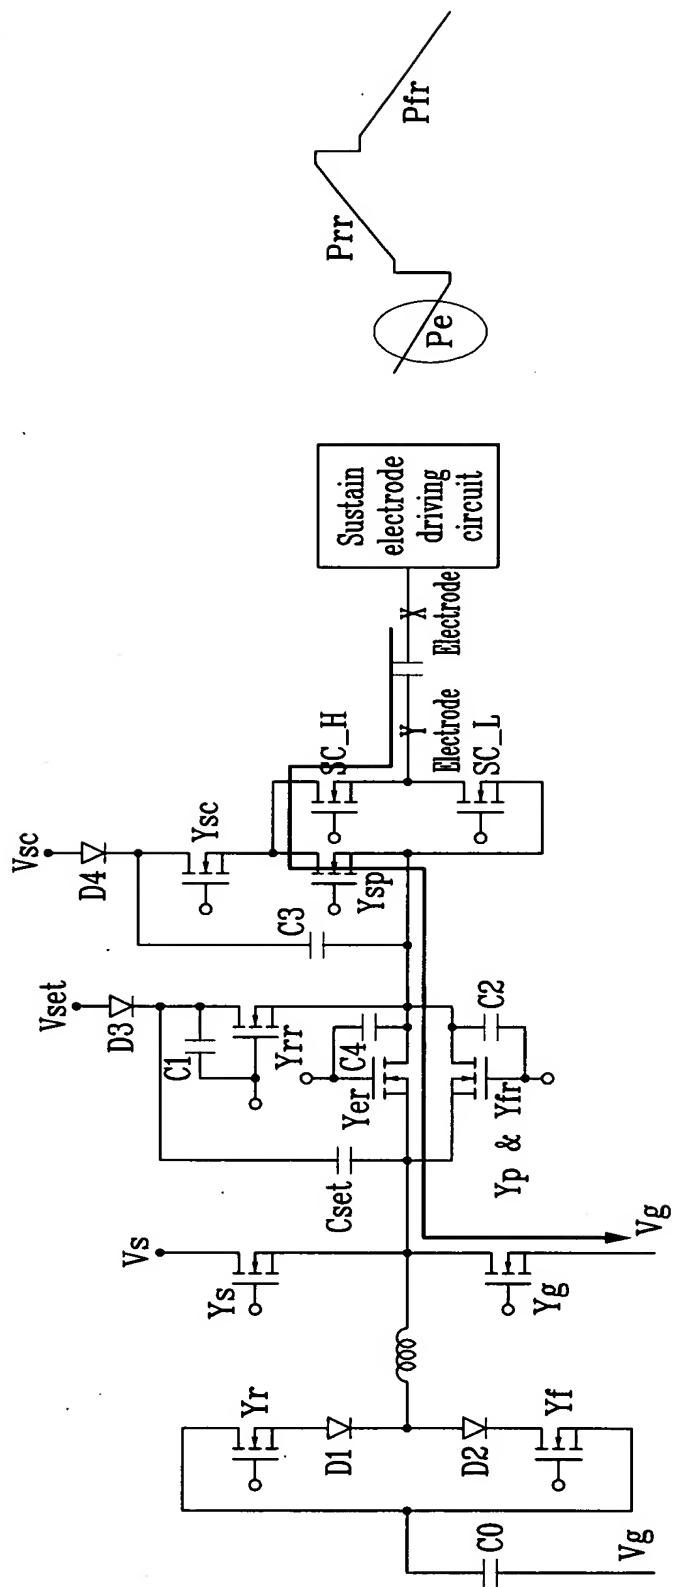 Prr
Pfr
Pe
Sustain
electrode
driving
circuit
X
Electrode
Y
Electrode
SC_H
SC_L
Vsc
D4
Ysc
C3
Ysp
Vset
D3
C1
Yrr
C4
Yer
C2
Yp & Yfr
Cset
Vs
Ys
Yg
Vg
Yr
D1
D2
Yf
C0
Vg